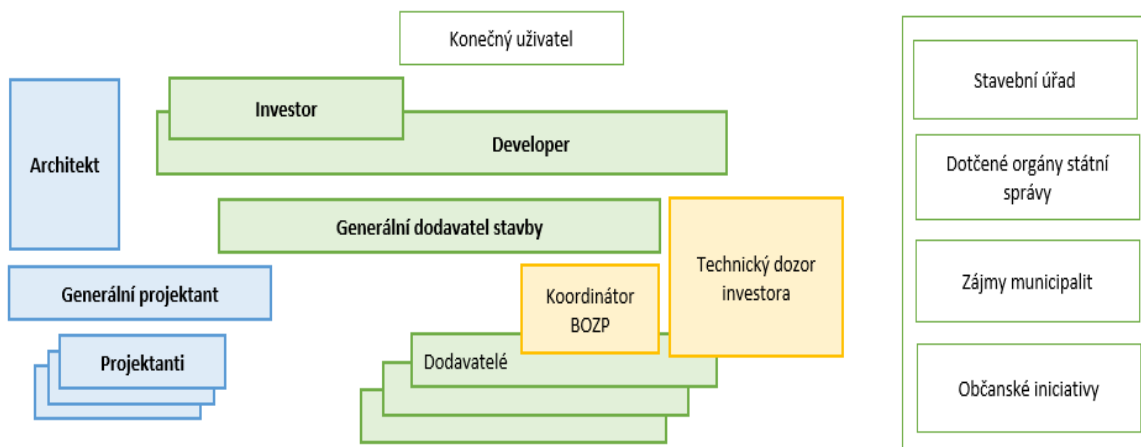 Konečný uživatel
Investor
Developer
Architekt
Generální dodavatel stavby
Technický dozor
investora
Generální projektant
Koordinátor
BOZP
Projektanti
Dodavatelé
Stavební úřad
Dotčené orgány státní
správy
Zájmy municipalit
Občanské iniciativy